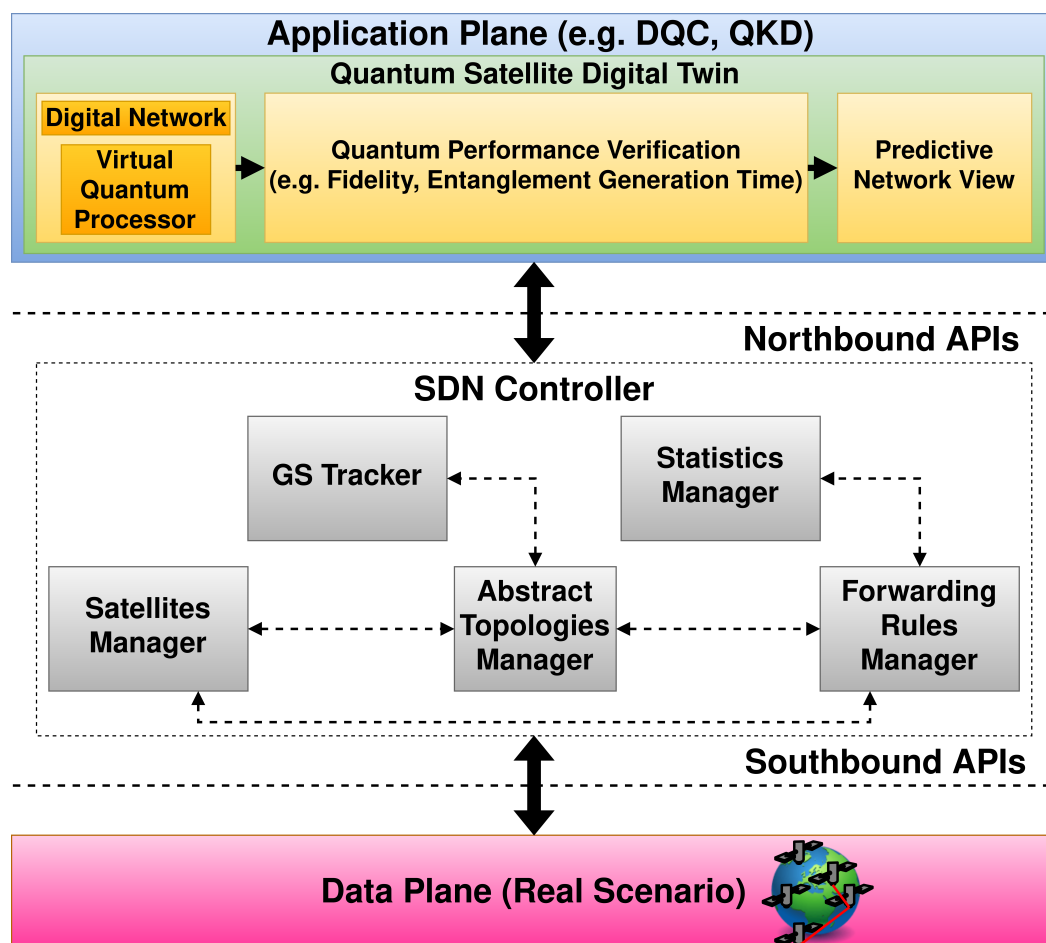 Application Plane (e.g. DQC, QKD)
Quantum Satellite Digital Twin
Digital Network
Virtual
Quantum
Processor
Quantum Performance Verification
(e.g. Fidelity, Entanglement Generation Time)
Predictive
Network View
Northbound APIs
SDN Controller
GS Tracker
Statistics
Manager
Satellites
Manager
Abstract
Topologies
Manager
Forwarding
Rules
Manager
Southbound APIs
Data Plane (Real Scenario)